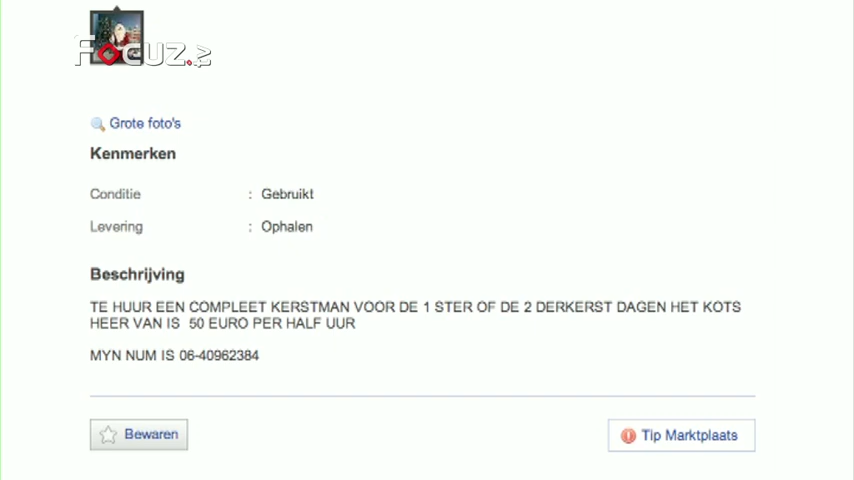 FOCUZ.
Grote foto's
Kenmerken
Conditie : Gebruikt
Levering : Ophalen
Beschrijving
TE HUUR EEN COMPLEET KERSTMAN VOOR DE 1 STER OF DE 2 DERKERST DAGEN HET KOTS
HEER VAN IS 50 EURO PER HALF UUR
MYN NUM IS 06-40962384
Bewaren
Tip Marktplaats